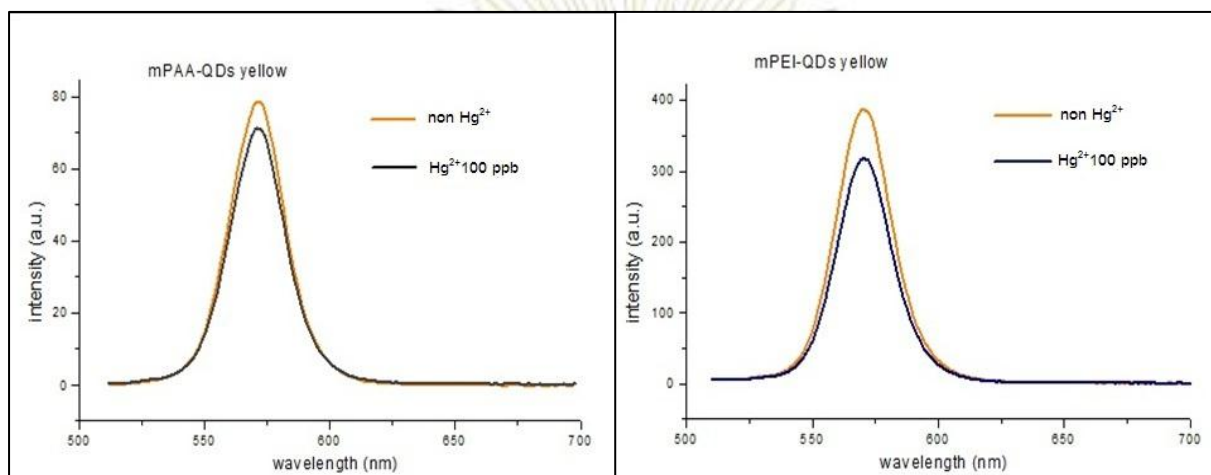 mPAA-QDs yellow
80
60
40
20
0
intensity (a.u.)
non Hg²⁺
Hg²⁺100 ppb
500
550
600
650
700
wavelength (nm)
mPEI-QDs yellow
400
300
200
100
0
intensity (a.u.)
non Hg²⁺
Hg²⁺100 ppb
500
550
600
650
700
wavelength (nm)